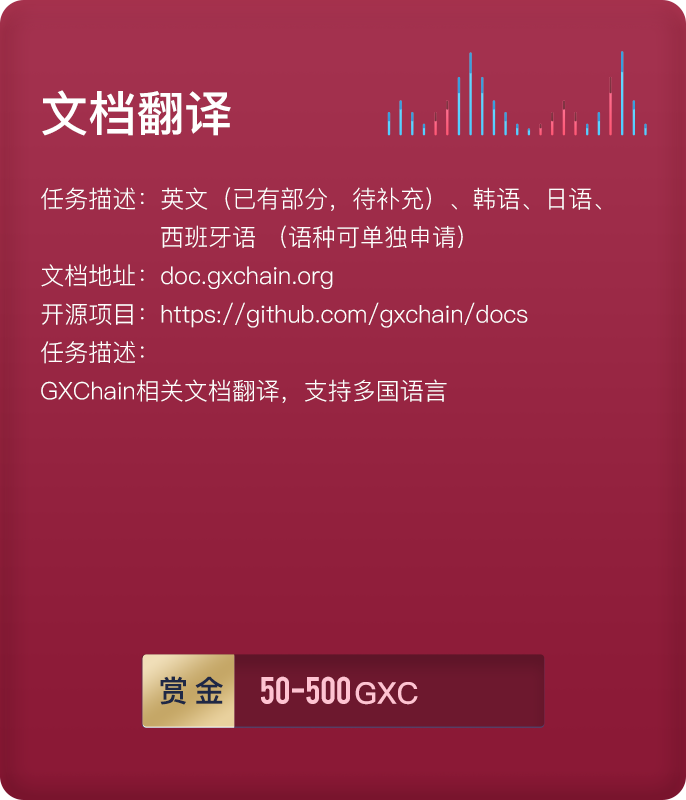 文档翻译
任务描述：英文（已有部分，待补充）、韩语、日语、
西班牙语 （语种可单独申请）
文档地址：doc.gxchain.org
开源项目：https://github.com/gxchain/docs
任务描述：
GXChain相关文档翻译，支持多国语言
赏金 50-500GXC